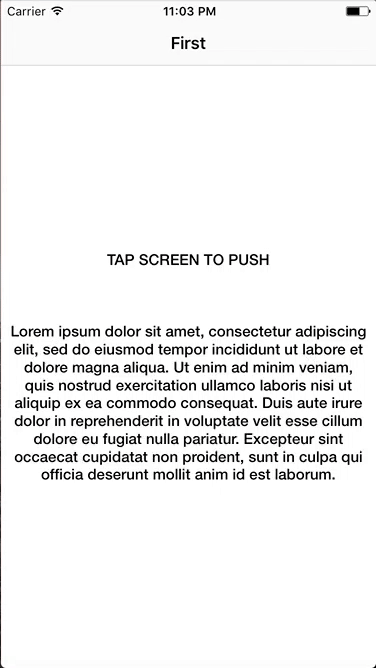 Carrier 11:03 PM
First
TAP SCREEN TO PUSH
Lorem ipsum dolor sit amet, consectetur adipiscing
elit, sed do eiusmod tempor incididunt ut labore et
dolore magna aliqua. Ut enim ad minim veniam,
quis nostrud exercitation ullamco laboris nisi ut
aliquip ex ea commodo consequat. Duis aute irure
dolor in reprehenderit in voluptate velit esse cillum
dolore eu fugiat nulla pariatur. Excepteur sint
occaecat cupidatat non proident, sunt in culpa qui
officia deserunt mollit anim id est laborum.